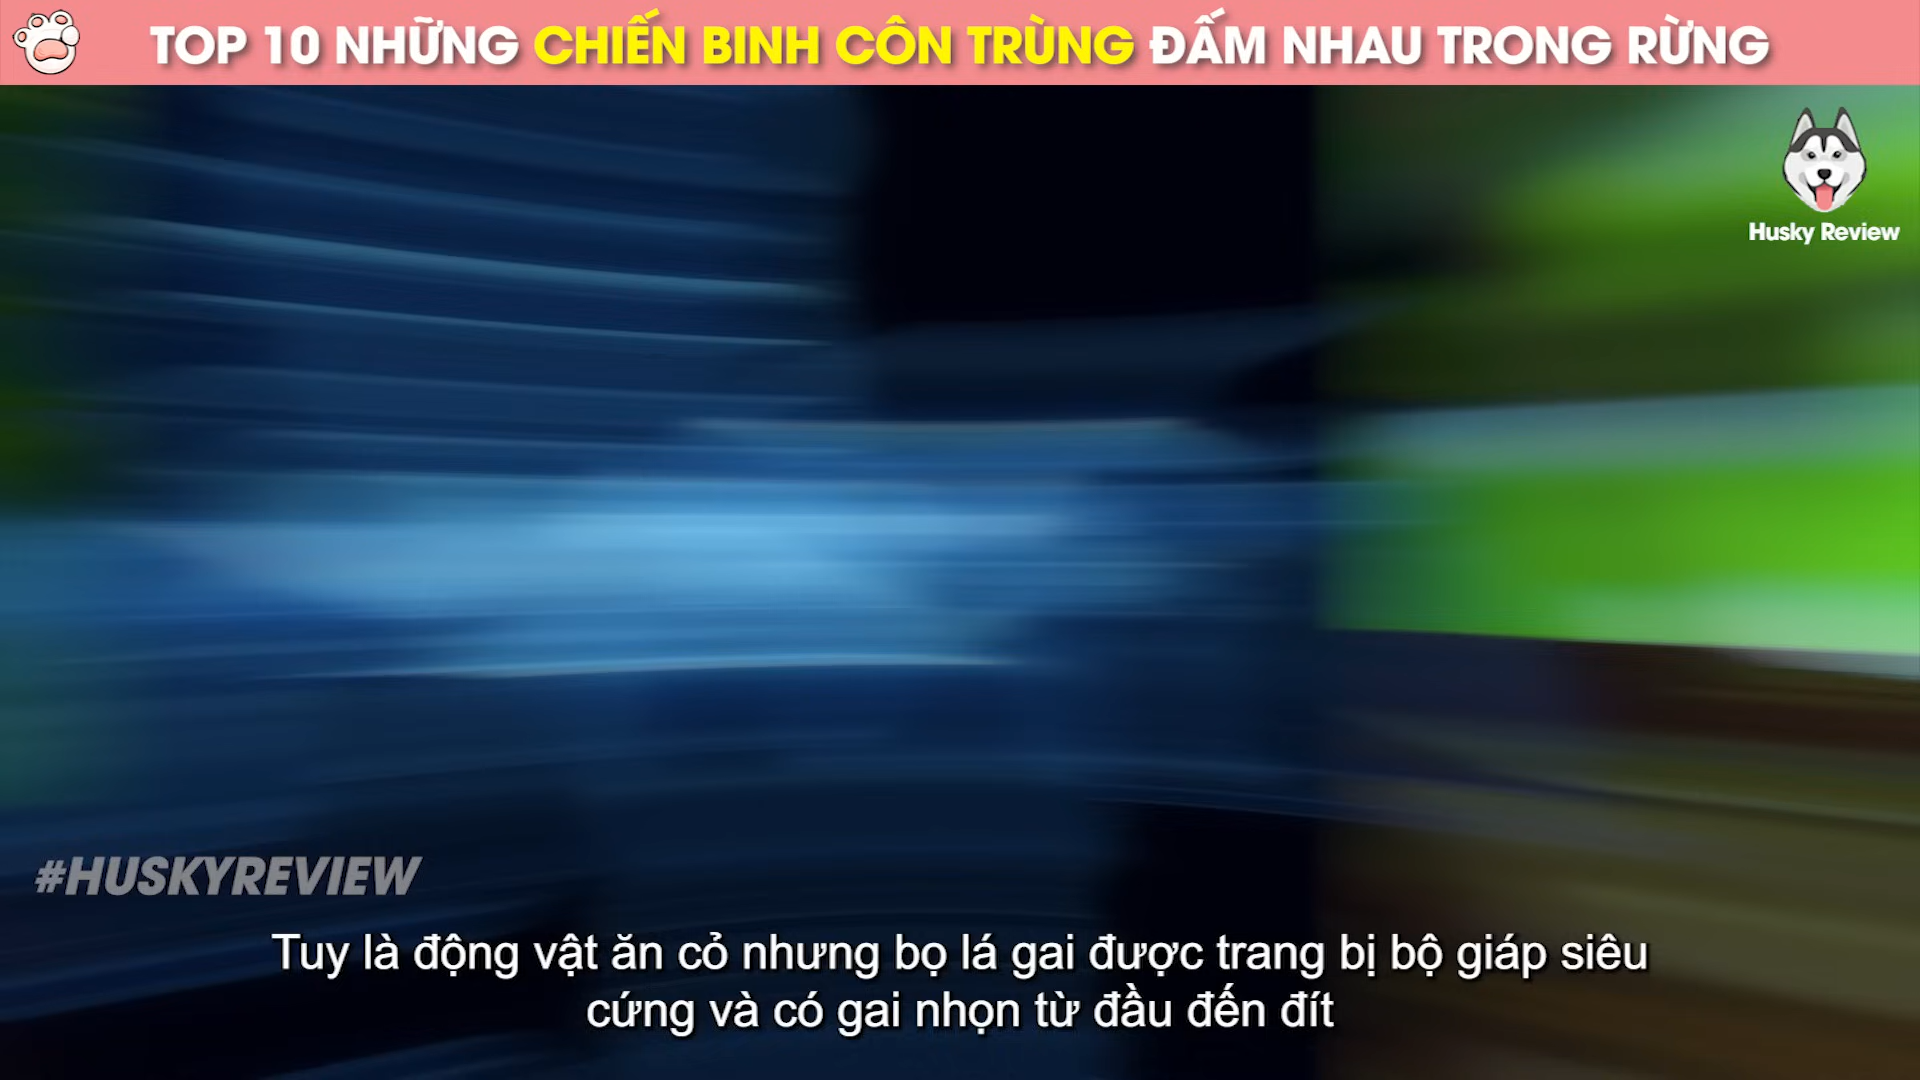 TOP 10 NHỮNG CHIẾN BINH CÔN TRÙNG ĐẤM NHAU TRONG RỪNG
Husky Review
#HUSKYREVIEW
Tuy là động vật ăn cỏ nhưng bọ lá gai được trang bị bộ giáp siêu
cứng và có gai nhọn từ đầu đến đít